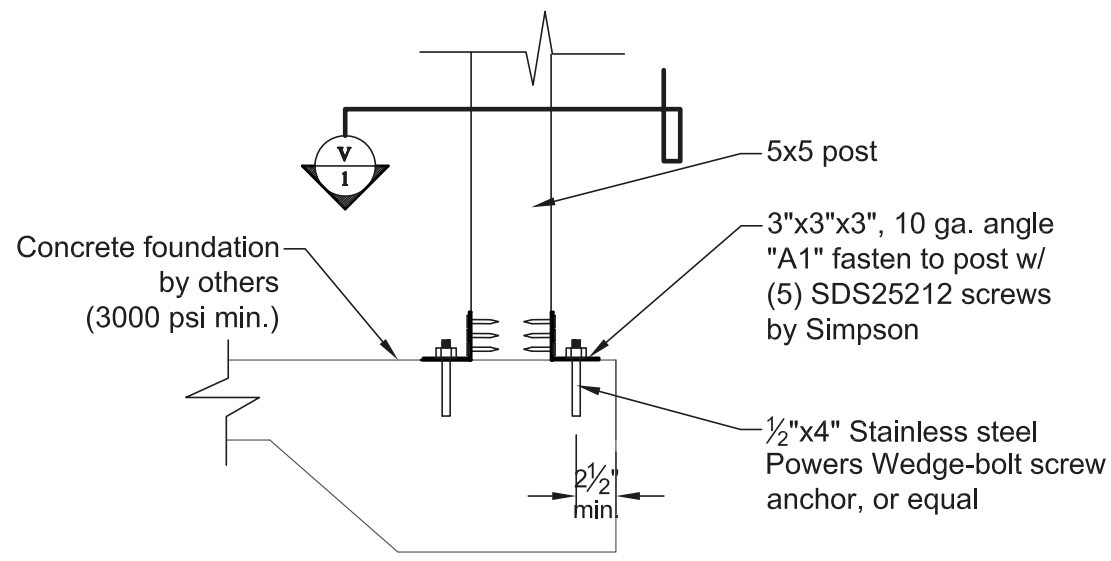 V
1
5x5 post
Concrete foundation
by others
(3000 psi min.)
3"x3"x3", 10 ga. angle
"A1" fasten to post w/
(5) SDS25212 screws
by Simpson
½"x4" Stainless steel
Powers Wedge-bolt screw
anchor, or equal
2½"
min.